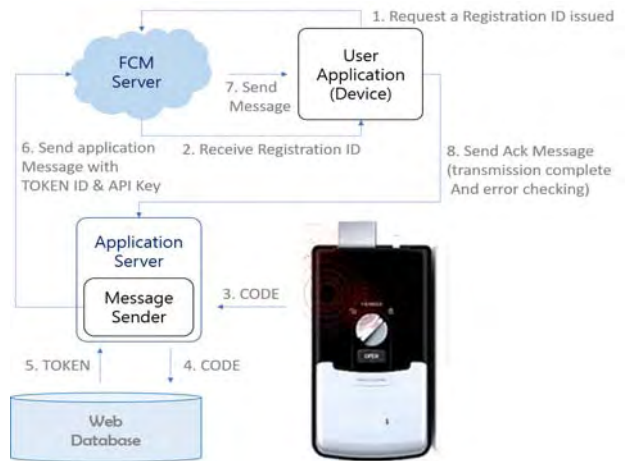 1. Request a Registration ID issued
FCM
Server
User
Application
(Device)
7. Send
Message
6. Send application
Message with
TOKEN ID & API Key
2. Receive Registration ID
8. Send Ack Message
(transmission complete
And error checking)
Application
Server
Message
Sender
3. CODE
OPEN
5. TOKEN
4. CODE
Web
Database